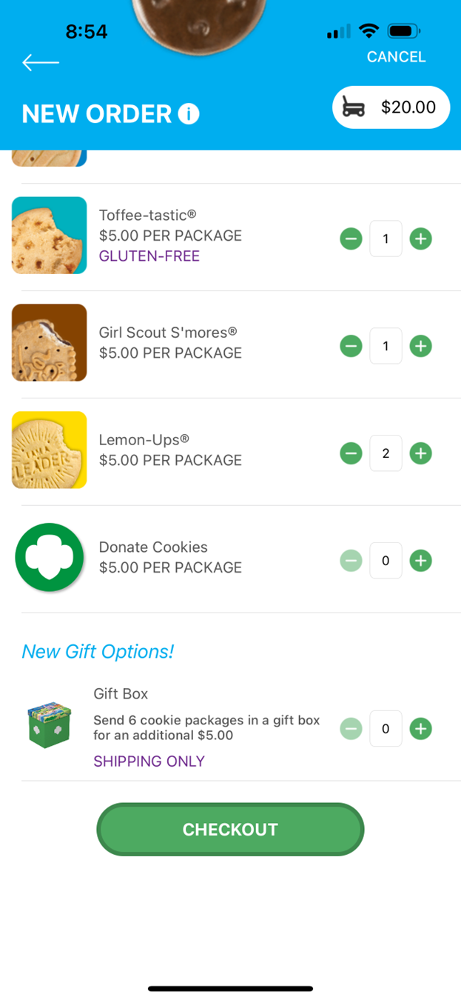 8:54
CANCEL
NEW ORDER i
$20.00
Toffee-tastic®
$5.00 PER PACKAGE
GLUTEN-FREE
1
Girl Scout S'mores®
$5.00 PER PACKAGE
1
Lemon-Ups®
$5.00 PER PACKAGE
I AM A
LEADER
2
Donate Cookies
$5.00 PER PACKAGE
0
New Gift Options!
Gift Box
Send 6 cookie packages in a gift box
for an additional $5.00
SHIPPING ONLY
0
CHECKOUT